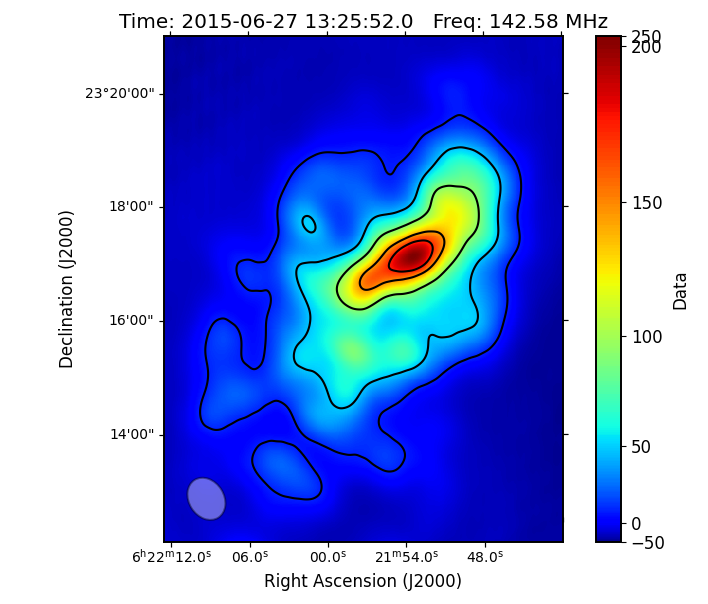 Time: 2015-06-27 13:25:52.0   Freq: 142.58 MHz
23°20'00"
18'00"
16'00"
14'00"
Declination (J2000)
6ʰ22ᵐ12.0ˢ 06.0ˢ 00.0ˢ 21ᵐ54.0ˢ 48.0ˢ
Right Ascension (J2000)
250
200
150
100
50
0
−50
Data